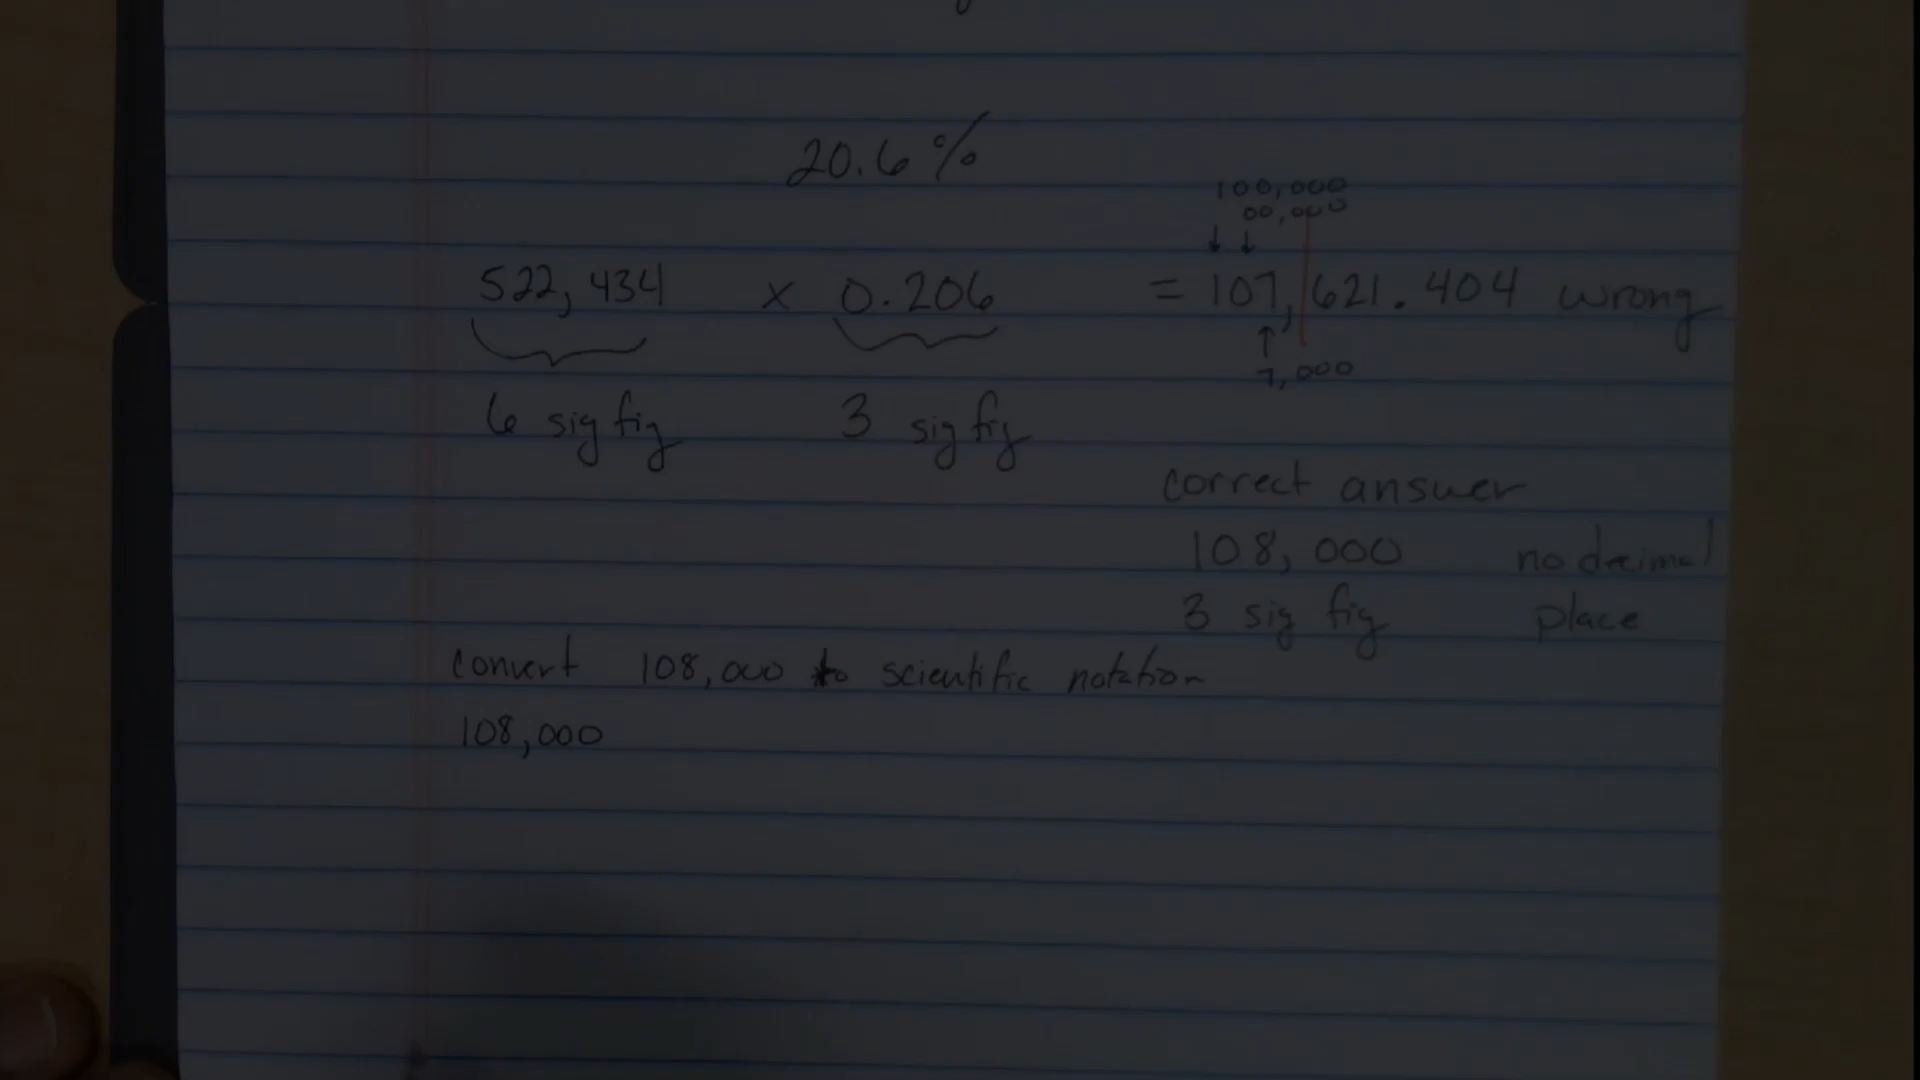 20.6%
100,000
00,000
↓ ↓
522,434 x 0.206 = 107,621.404 wrong
↑
7,000
6 sig fig 3 sig fig
correct answer
108,000 no decimal
3 sig fig place
convert 108,000 to scientific notation
108,000